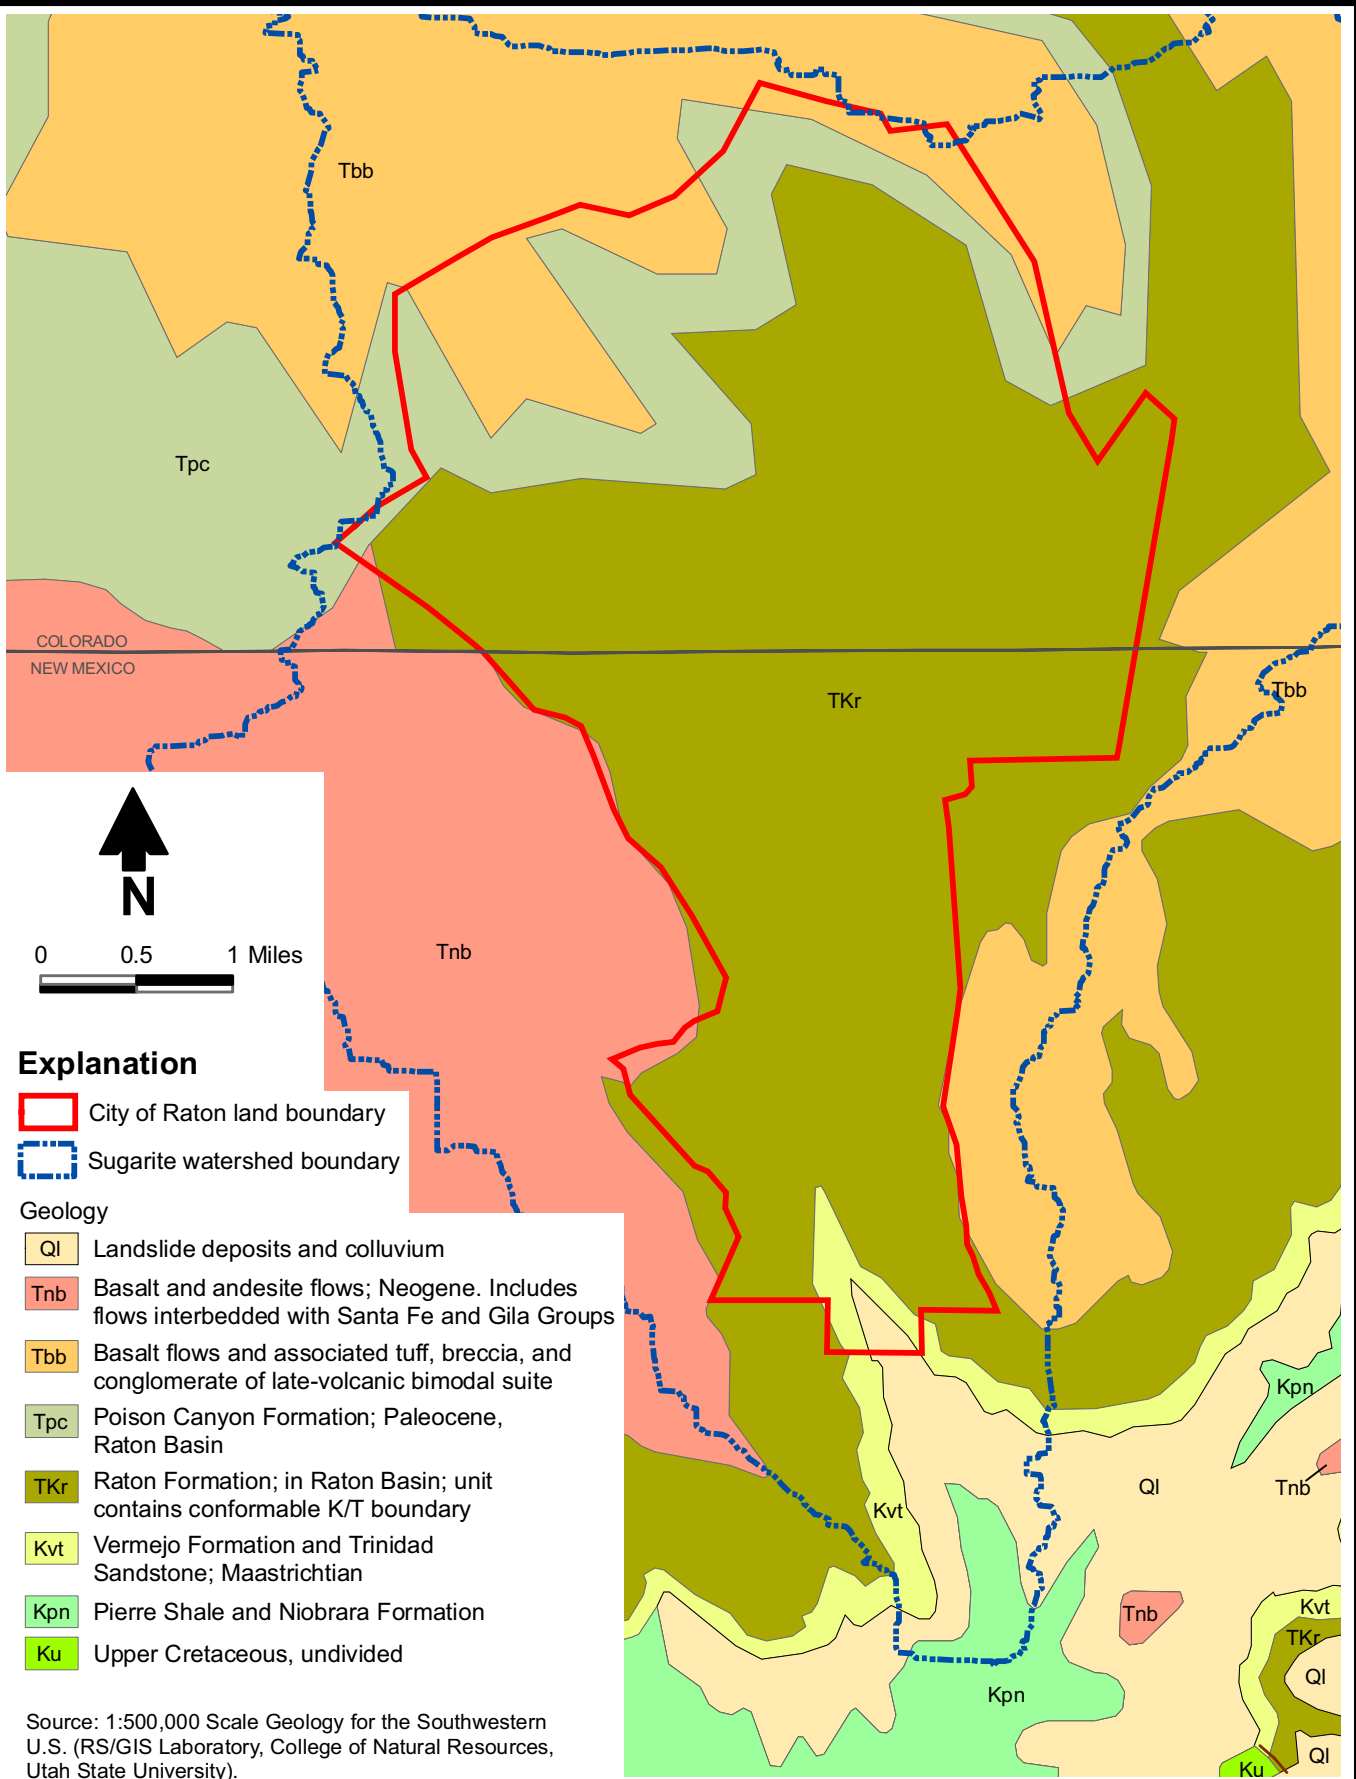 Tbb
Tpc
COLORADO
NEW MEXICO
TKr
Tbb
N
0 0.5 1 Miles
Tnb
Explanation
City of Raton land boundary
Sugarite watershed boundary
Geology
Ql Landslide deposits and colluvium
Tnb Basalt and andesite flows; Neogene. Includes
flows interbedded with Santa Fe and Gila Groups
Tbb Basalt flows and associated tuff, breccia, and
conglomerate of late-volcanic bimodal suite
Tpc Poison Canyon Formation; Paleocene,
Raton Basin
TKr Raton Formation; in Raton Basin; unit
contains conformable K/T boundary
Kvt Vermejo Formation and Trinidad
Sandstone; Maastrichtian
Kpn Pierre Shale and Niobrara Formation
Ku Upper Cretaceous, undivided
Source: 1:500,000 Scale Geology for the Southwestern
U.S. (RS/GIS Laboratory, College of Natural Resources,
Utah State University).
Kpn
Ql
Tnb
Kvt
Tnb
Kvt
TKr
Ql
Kpn
Ql
Ku